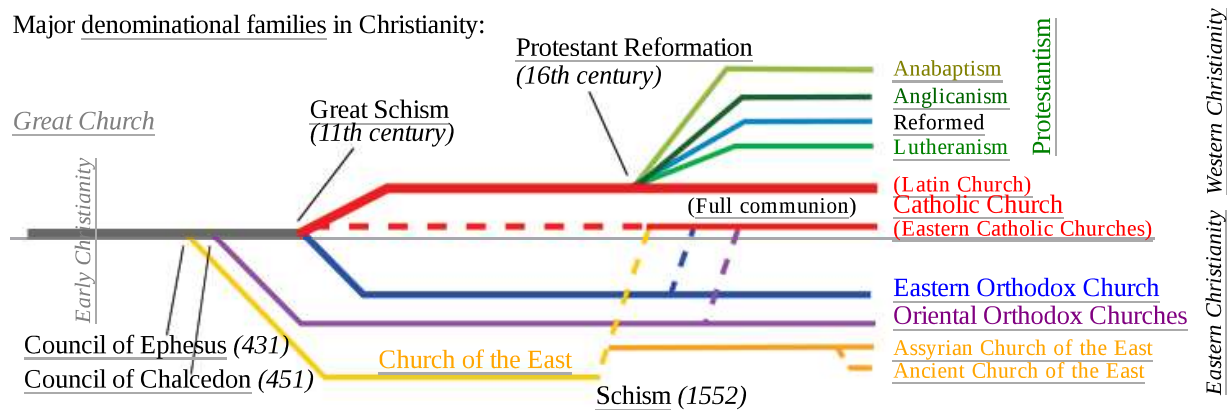 Major denominational families in Christianity:
Protestant Reformation
(16th century)
Great Schism
(11th century)
Great Church
Early Christianity
Anabaptism
Anglicanism
Reformed
Lutheranism
Protestantism
Western Christianity
(Latin Church)
Catholic Church
(Full communion)
(Eastern Catholic Churches)
Eastern Orthodox Church
Oriental Orthodox Churches
Eastern Christianity
Council of Ephesus (431)
Council of Chalcedon (451)
Church of the East
Assyrian Church of the East
Ancient Church of the East
Schism (1552)